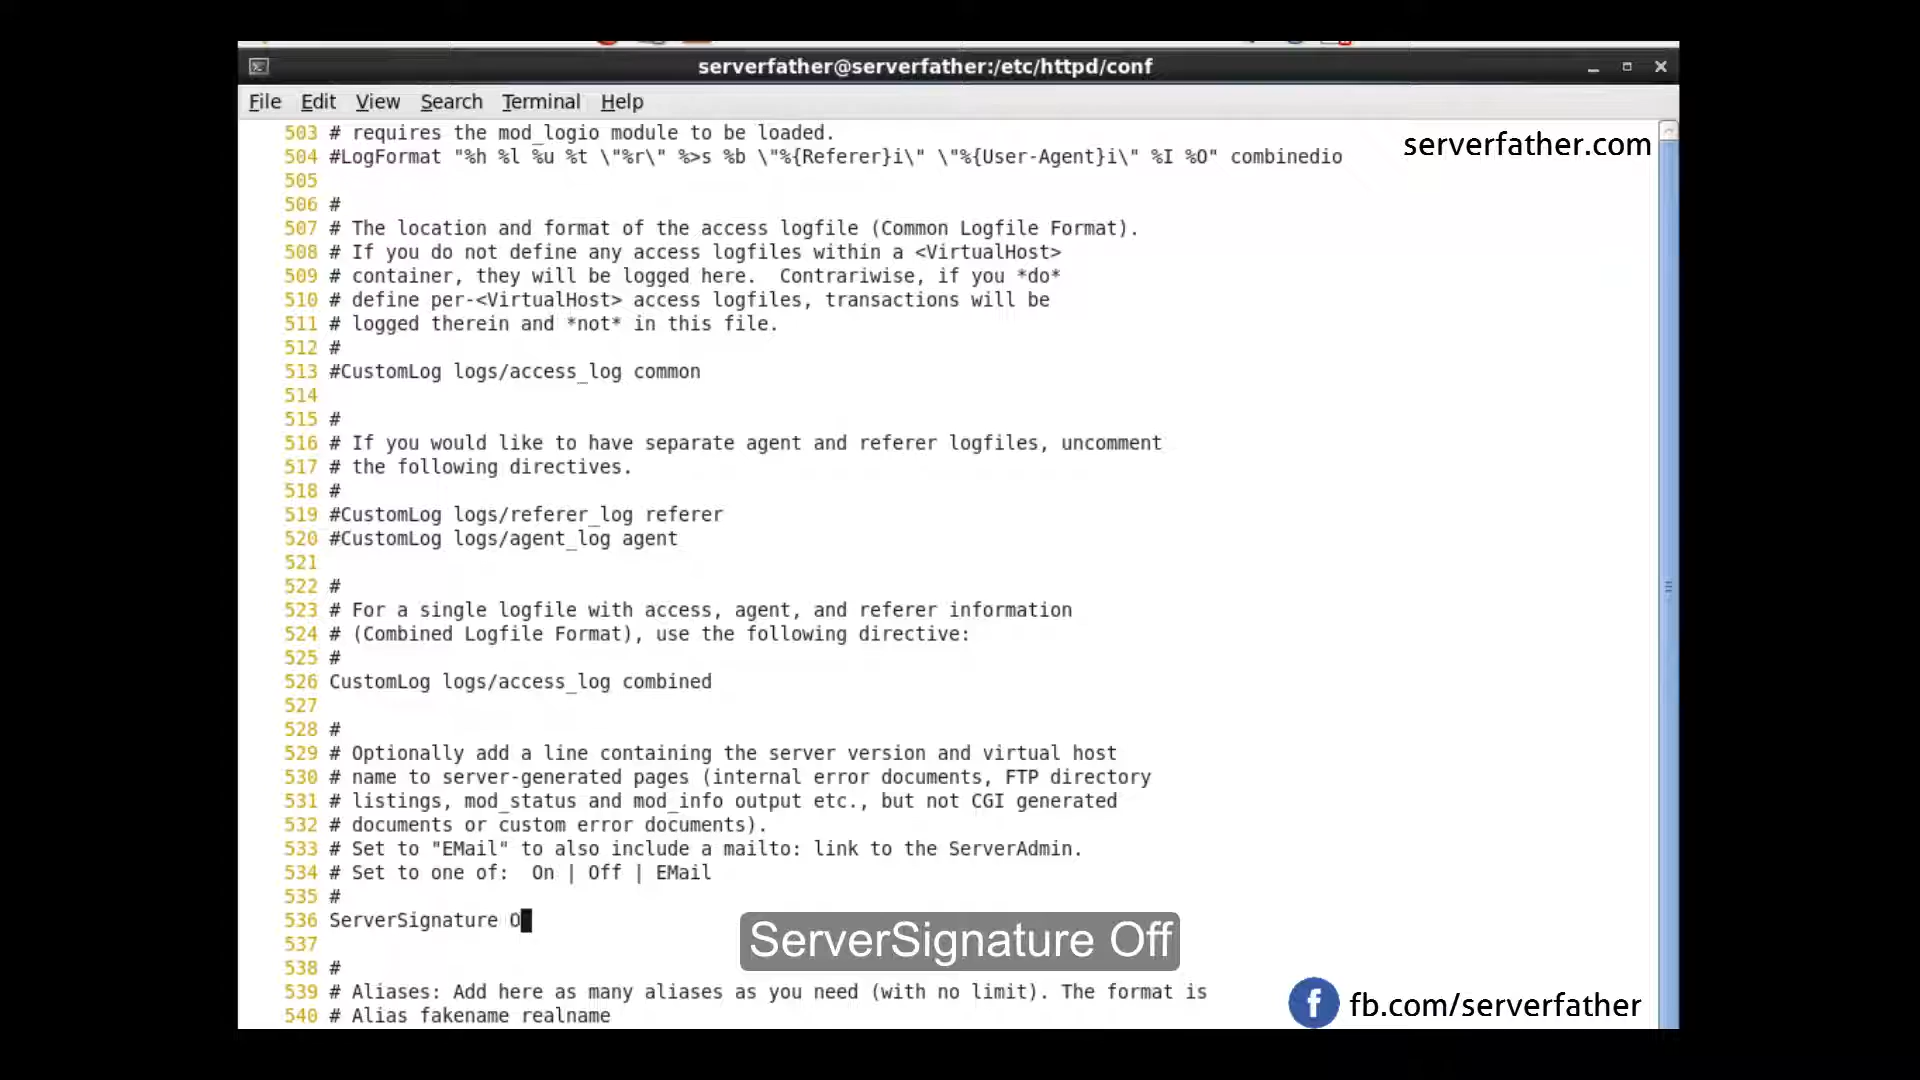 serverfather@serverfather:/etc/httpd/conf
File Edit View Search Terminal Help
serverfather.com
503 # requires the mod_logio module to be loaded.
504 #LogFormat "%h %l %u %t \"%r\" %>s %b \"%{Referer}i\" \"%{User-Agent}i\" %I %O" combinedio
505
506 #
507 # The location and format of the access logfile (Common Logfile Format).
508 # If you do not define any access logfiles within a <VirtualHost>
509 # container, they will be logged here.  Contrariwise, if you *do*
510 # define per-<VirtualHost> access logfiles, transactions will be
511 # logged therein and *not* in this file.
512 #
513 #CustomLog logs/access_log common
514
515 #
516 # If you would like to have separate agent and referer logfiles, uncomment
517 # the following directives.
518 #
519 #CustomLog logs/referer_log referer
520 #CustomLog logs/agent_log agent
521
522 #
523 # For a single logfile with access, agent, and referer information
524 # (Combined Logfile Format), use the following directive:
525 #
526 CustomLog logs/access_log combined
527
528 #
529 # Optionally add a line containing the server version and virtual host
530 # name to server-generated pages (internal error documents, FTP directory
531 # listings, mod_status and mod_info output etc., but not CGI generated
532 # documents or custom error documents).
533 # Set to "EMail" to also include a mailto: link to the ServerAdmin.
534 # Set to one of:  On | Off | EMail
535 #
536 ServerSignature O
ServerSignature Off
537
538 #
539 # Aliases: Add here as many aliases as you need (with no limit). The format is
540 # Alias fakename realname
fb.com/serverfather